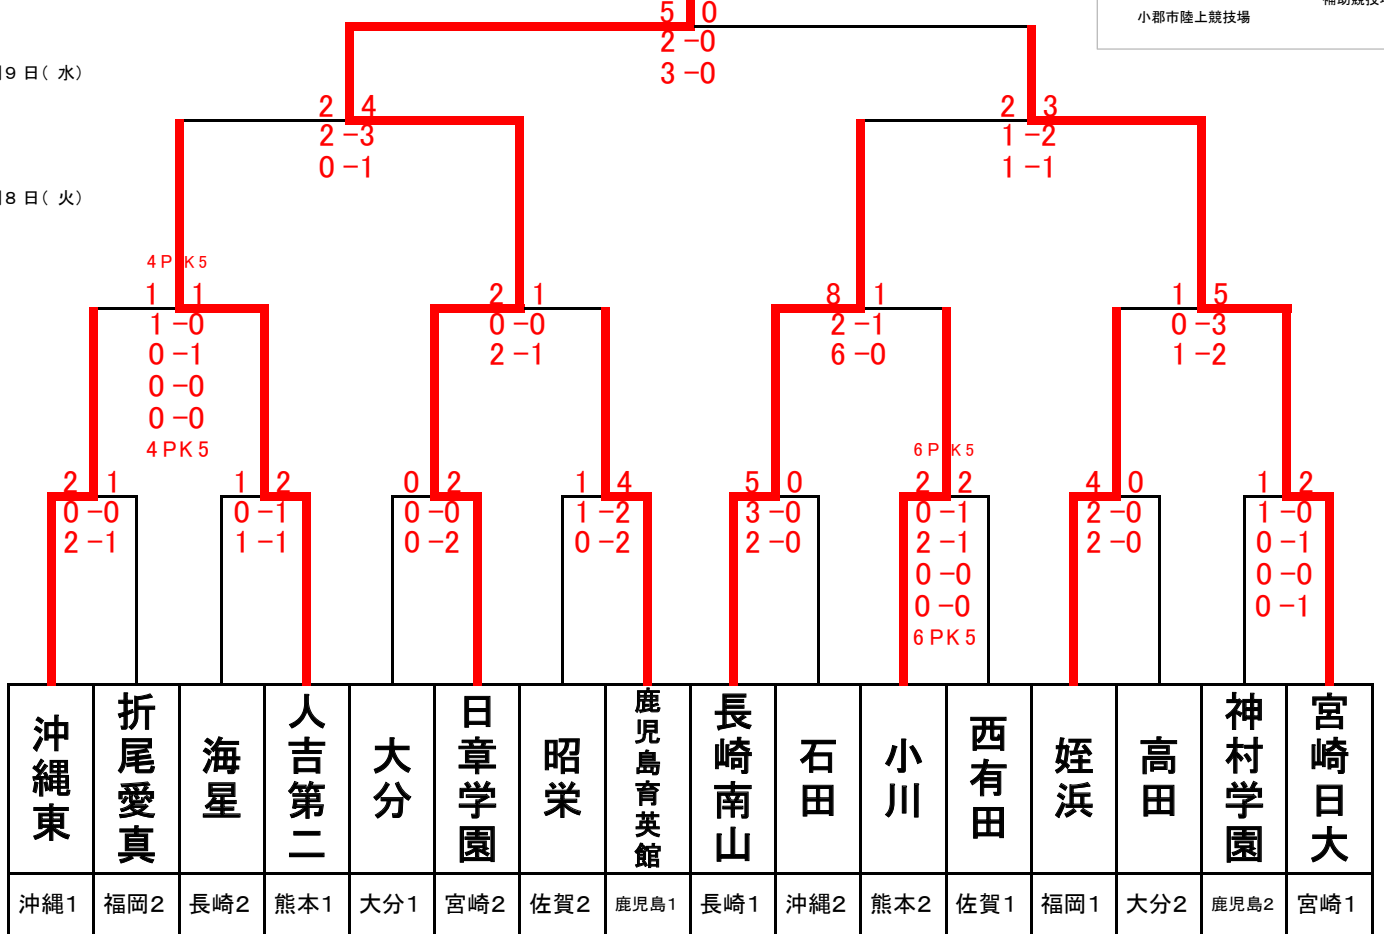 小郡市陸上競技場
補助競技場
9日(水)
5 0
2-0
3-0
2 4
2-3
0-1
2 3
1-2
1-1
8日(火)
4PK5
1 1
1-0
0-1
0-0
0-0
4PK5
2 1
0-0
2-1
8 1
2-1
6-0
1 5
0-3
1-2
2 1
0-0
2-1
1 2
0-1
1-1
0 2
0-0
0-2
1 4
1-2
0-2
5 0
3-0
2-0
6PK5
2 2
0-1
2-1
0-0
0-0
6PK5
4 0
2-0
2-0
1 2
1-0
0-1
0-0
0-1
沖縄東
折尾愛真
海星
人吉第二
大分
日章学園
昭栄
鹿児島育英館
長崎南山
石田
小川
西有田
姪浜
高田
神村学園
宮崎日大
沖縄1
福岡2
長崎2
熊本1
大分1
宮崎2
佐賀2
鹿児島1
長崎1
沖縄2
熊本2
佐賀1
福岡1
大分2
鹿児島2
宮崎1